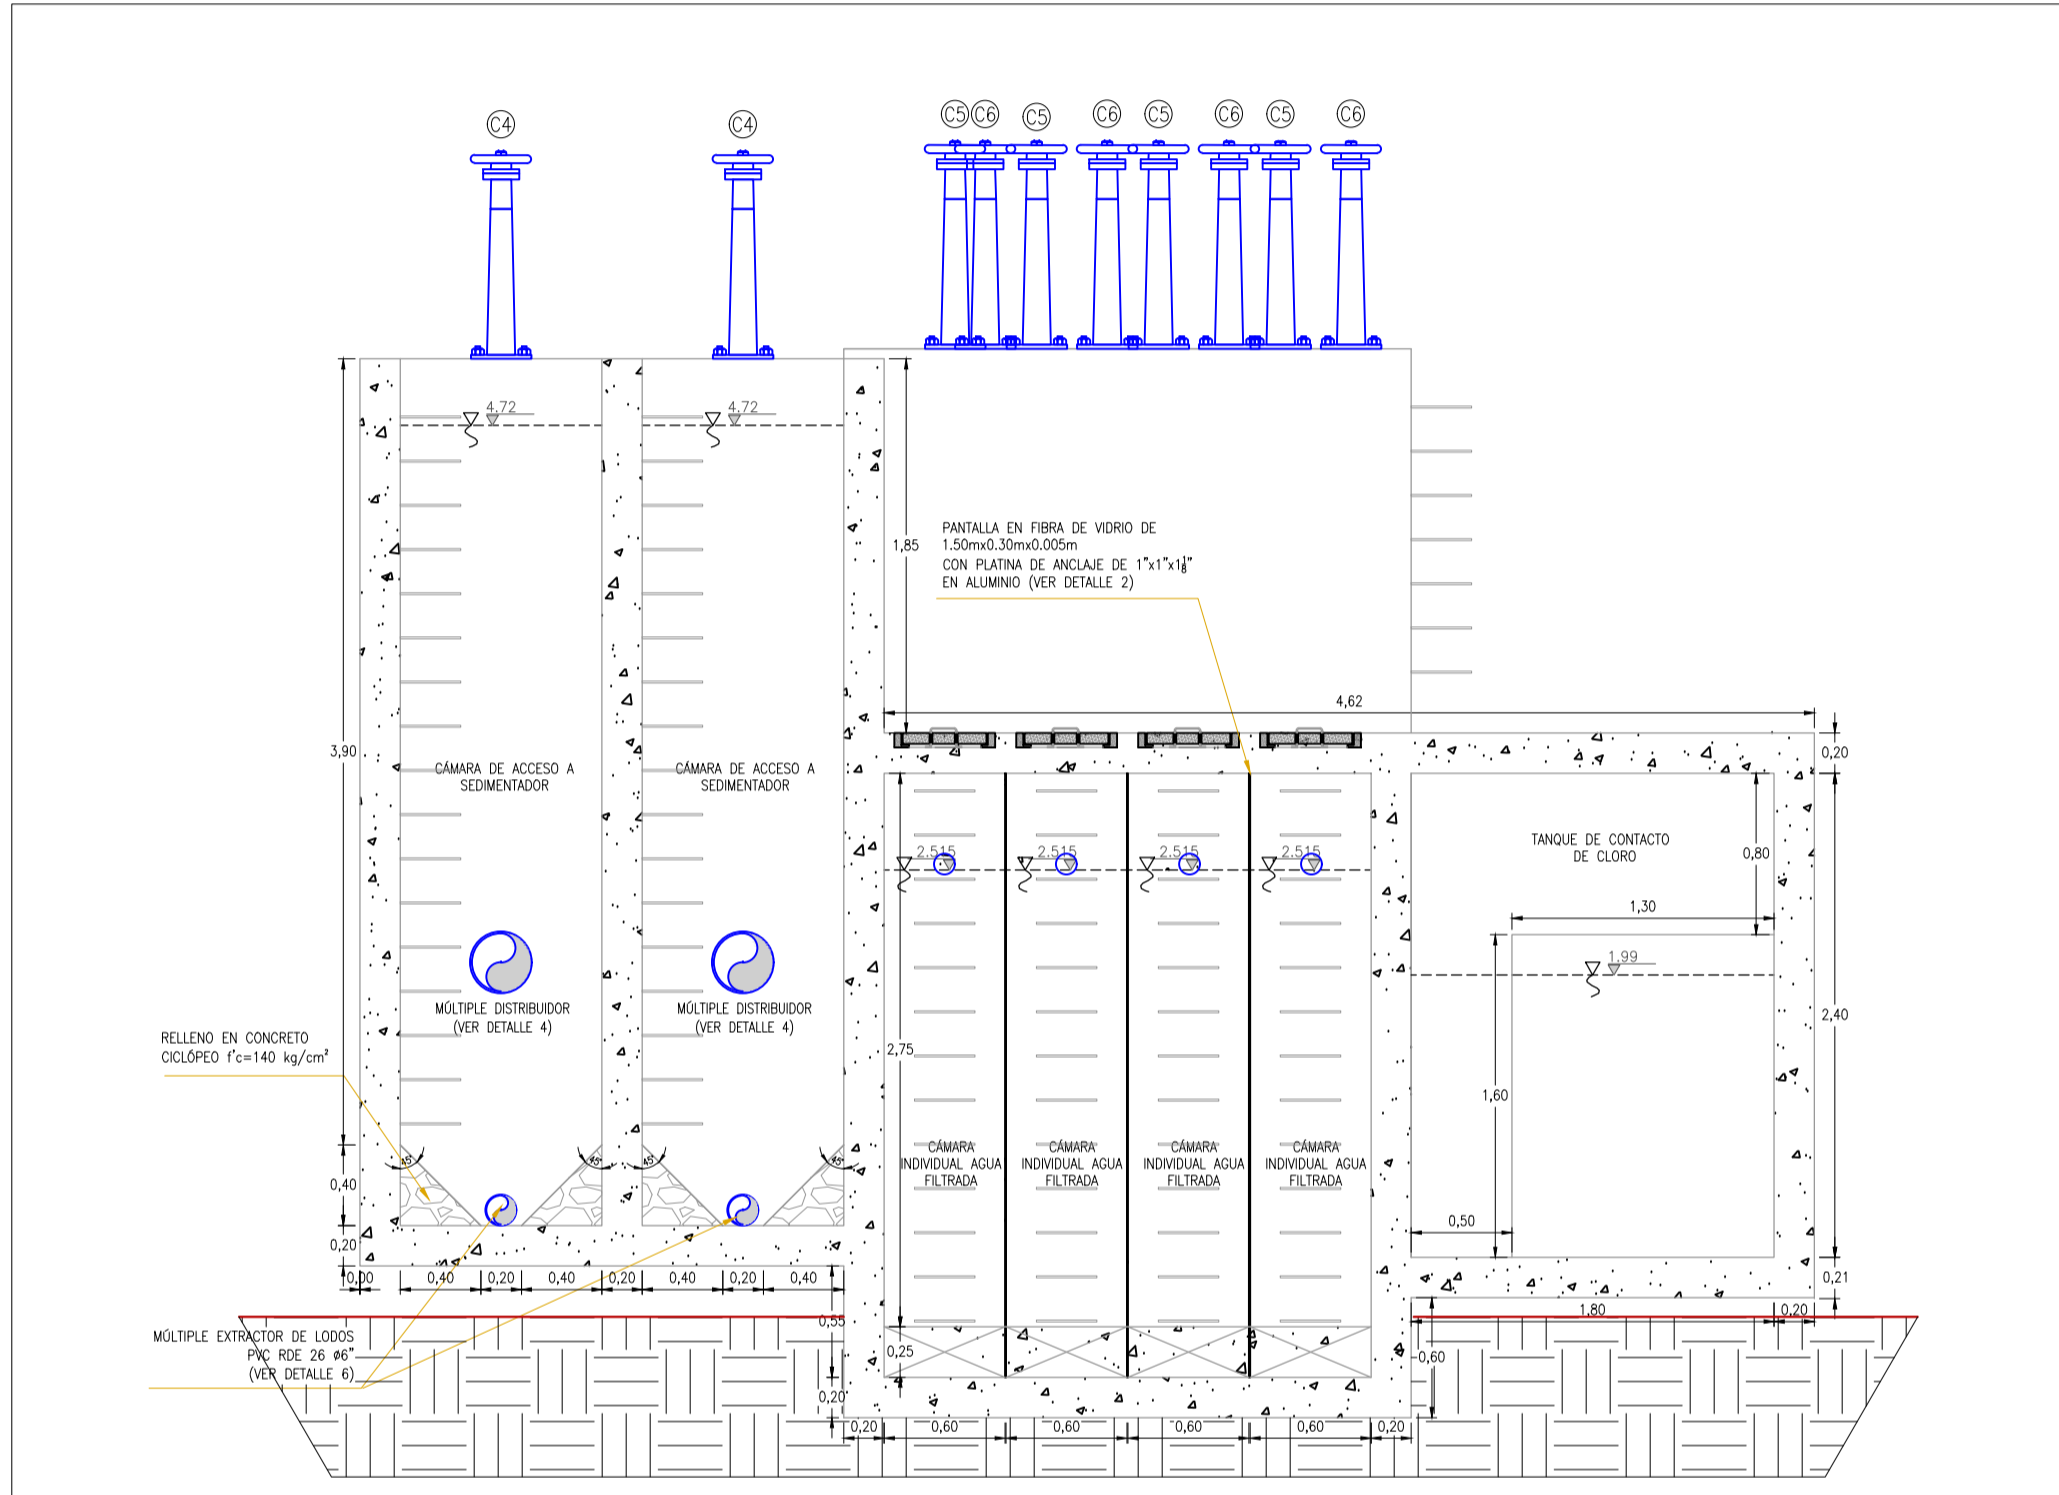 C4
C4
C5
C6
C5
C6
C5
C6
C5
C6
4.72
4.72
PANTALLA EN FIBRA DE VIDRIO DE
1.50mx0.30mx0.005m
CON PLATINA DE ANCLAJE DE 1"x1"x1⅛"
EN ALUMINIO (VER DETALLE 2)
1,85
4,62
3,90
0,20
CÁMARA DE ACCESO A
SEDIMENTADOR
CÁMARA DE ACCESO A
SEDIMENTADOR
TANQUE DE CONTACTO
DE CLORO
0,80
2.515
2.515
2.515
2.515
1,30
1.99
MÚLTIPLE DISTRIBUIDOR
(VER DETALLE 4)
MÚLTIPLE DISTRIBUIDOR
(VER DETALLE 4)
2,40
RELLENO EN CONCRETO
CICLÓPEO f'c=140 kg/cm²
2,75
1,60
45°
45°
45°
45°
CÁMARA
INDIVIDUAL AGUA
FILTRADA
CÁMARA
INDIVIDUAL AGUA
FILTRADA
CÁMARA
INDIVIDUAL AGUA
FILTRADA
CÁMARA
INDIVIDUAL AGUA
FILTRADA
0,40
0,50
0,20
0,00
0,40
0,20
0,40
0,20
0,40
0,20
0,40
0,21
0,55
1,80
0,20
MÚLTIPLE EXTRACTOR DE LODOS
PVC RDE 26 ø6"
(VER DETALLE 6)
0,25
0,60
0,20
0,20
0,60
0,60
0,60
0,60
0,20